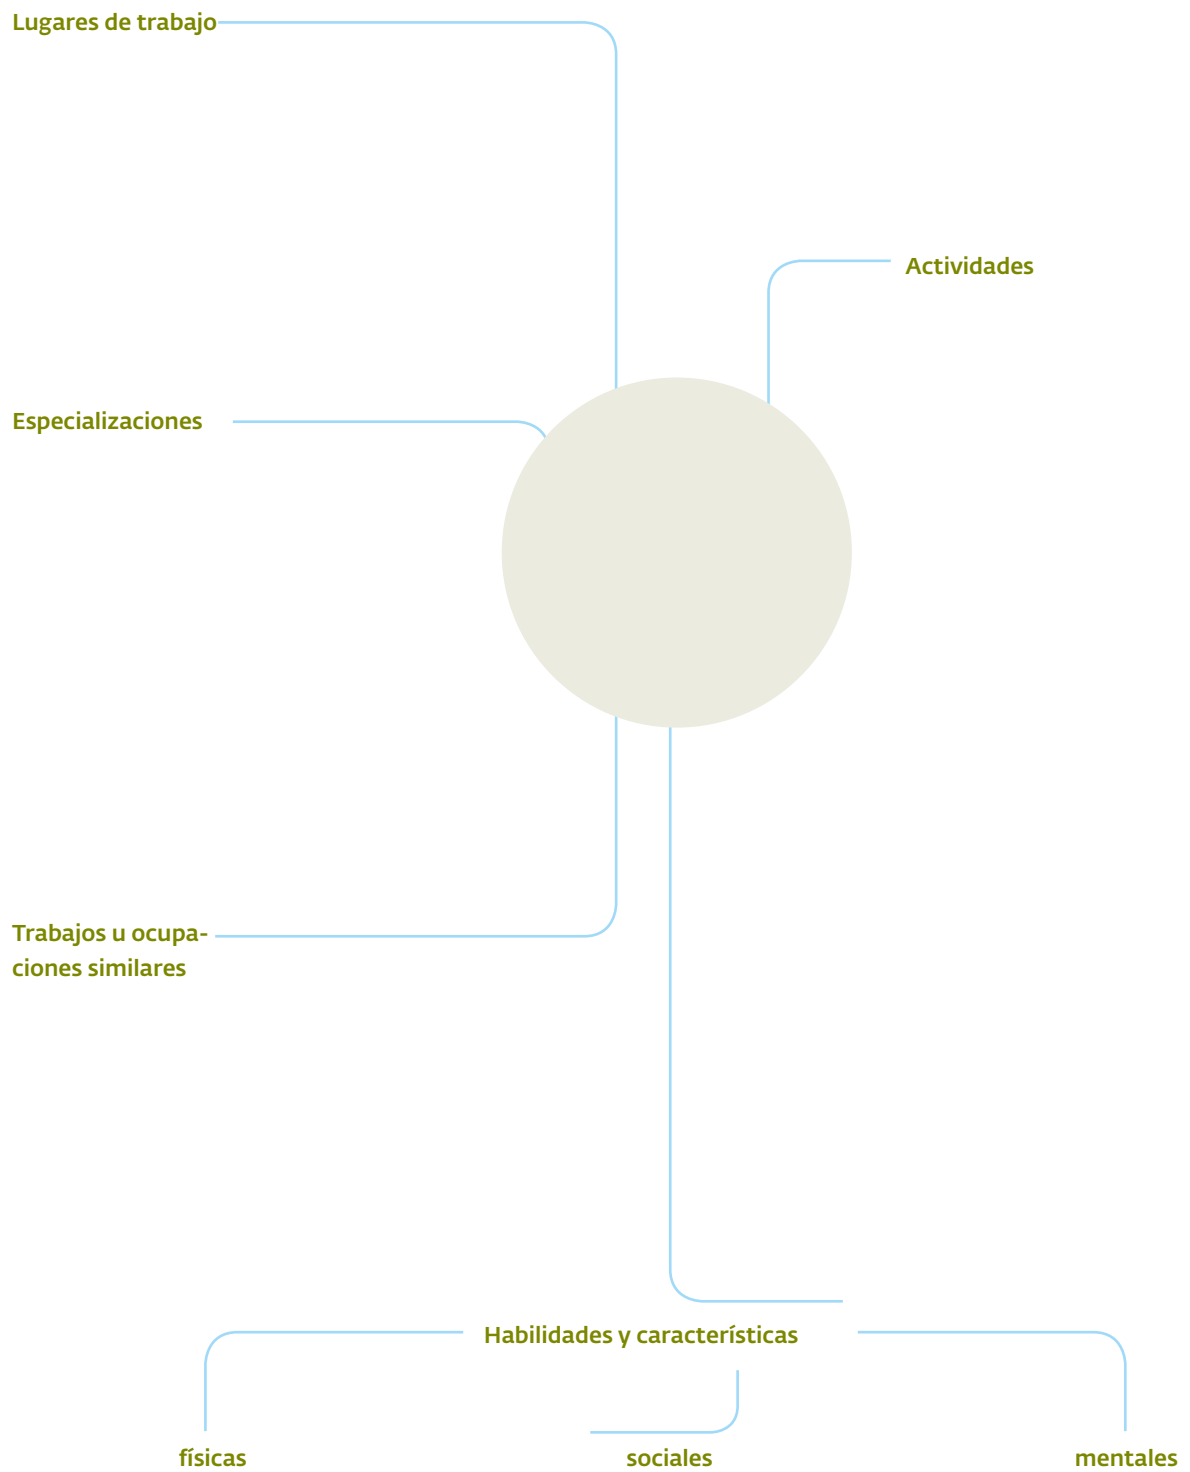 Lugares de trabajo
Actividades
Especializaciones
Trabajos u ocupa-
ciones similares
Habilidades y características
físicas
sociales
mentales